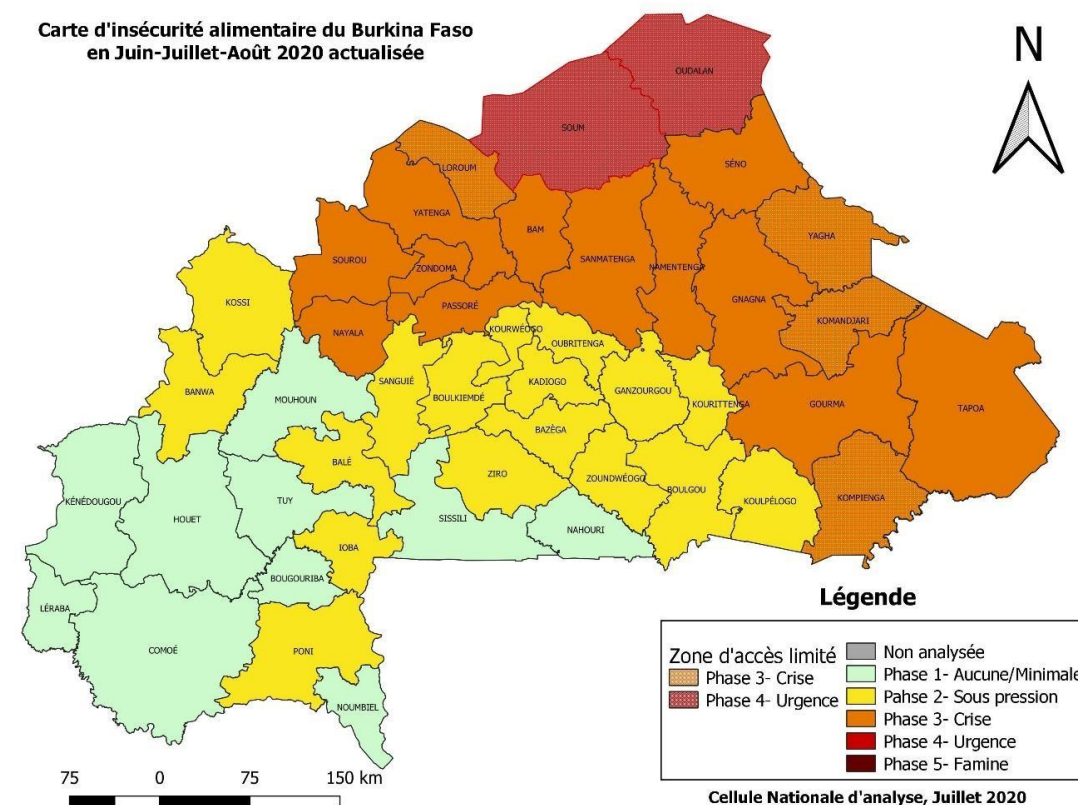 Carte d'insécurité alimentaire du Burkina Faso
en Juin-Juillet-Août 2020 actualisée
N
OUDALAN
SOUM
SÉNO
LOROUM
YATENGA
BAM
YAGHA
SOUROU
ZONDOMA
SANMATENGA
NAMENTENGA
GNAGNA
KOSSI
PASSORÉ
KOMANDJARI
NAYALA
KOURWÉOGO
OUBRITENGA
SANGUIÉ
KADIOGO
BANWA
MOUHOUN
BOULKIEMDÉ
GANZOURGOU
KOURITTENGA
GOURMA
TAPOA
BAZÈGA
BALÉ
ZIRO
ZOUNDWÉOGO
BOULGOU
KÉNÉDOUGOU
TUY
KOULPÉLOGO
KOMPIENGA
HOUET
SISSILI
NAHOURI
IOBA
BOUGOURIBA
LÉRABA
COMOÉ
PONI
NOUMBIEL
Légende
Zone d'accès limité
Phase 3- Crise
Phase 4- Urgence
Non analysée
Phase 1- Aucune/Minimale
Pahse 2- Sous pression
Phase 3- Crise
Phase 4- Urgence
Phase 5- Famine
75 0 75 150 km
Cellule Nationale d'analyse, Juillet 2020